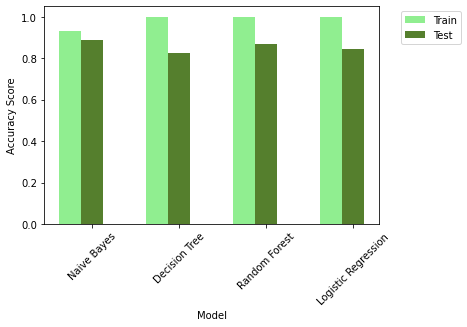 Train
Test
Accuracy Score
1.0
0.8
0.6
0.4
0.2
0.0
Naive Bayes
Decision Tree
Random Forest
Logistic Regression
Model